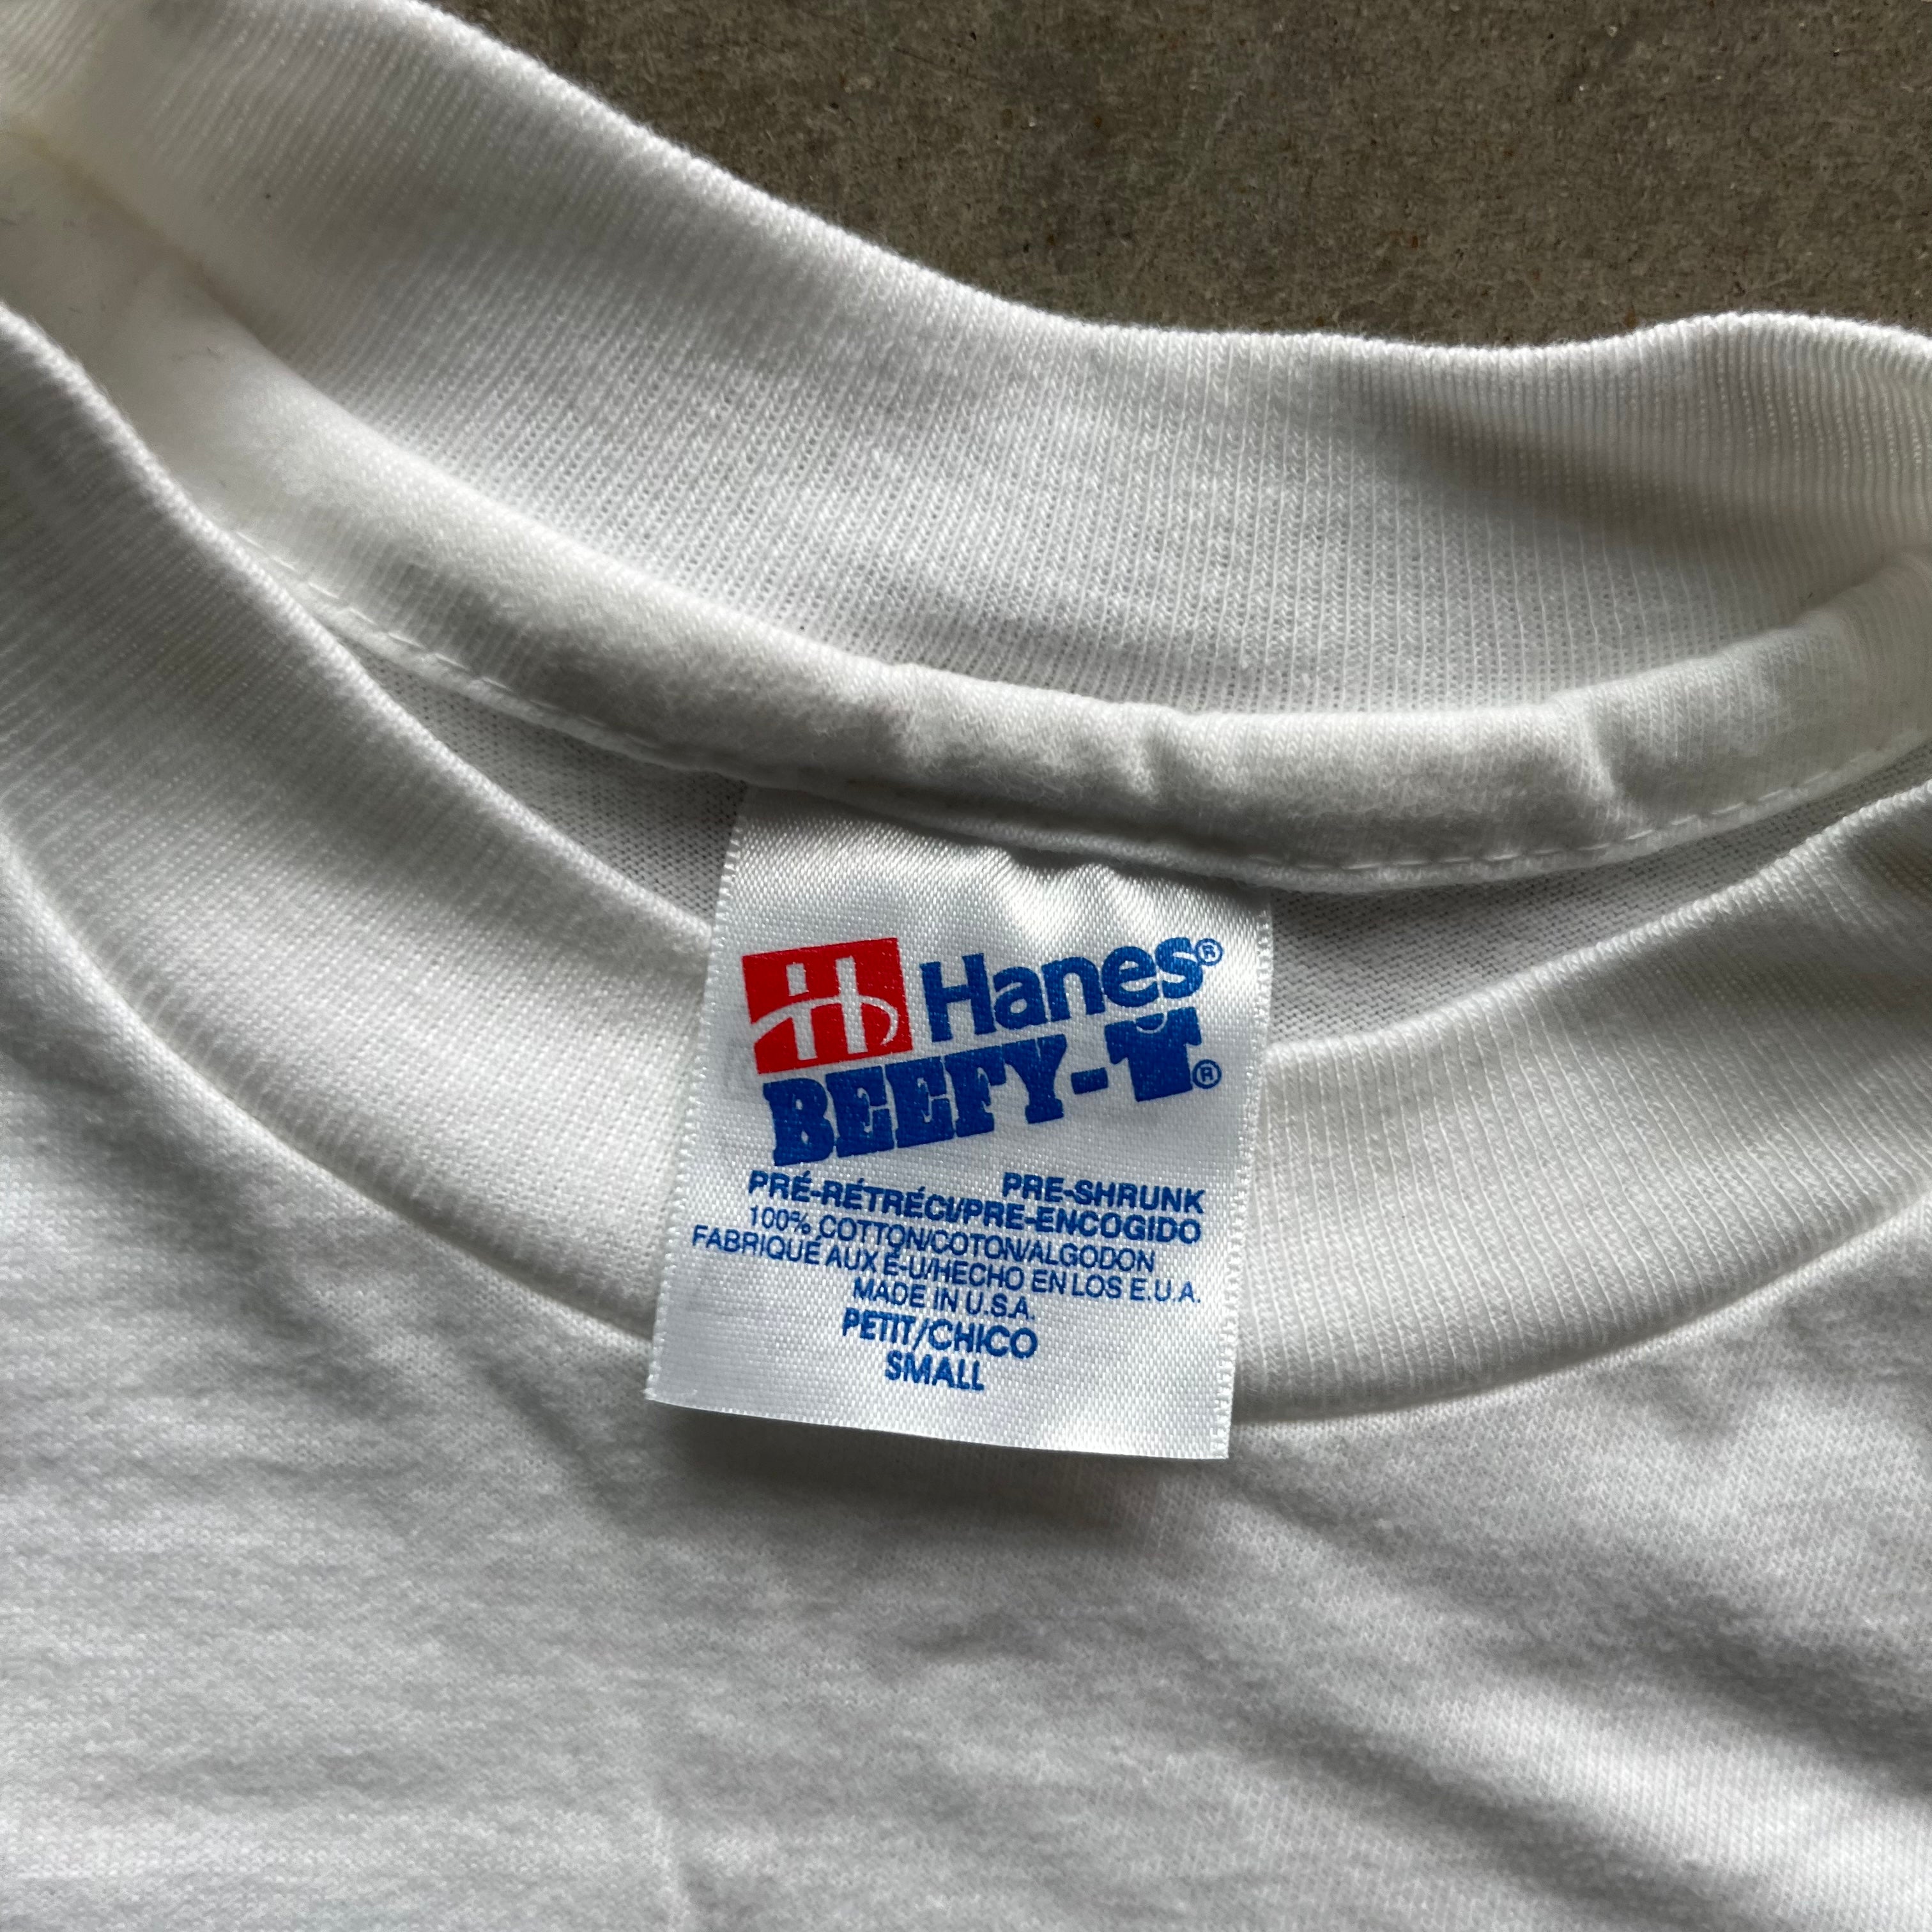 H Hanes®
BEEFY-T®
PRE-SHRUNK
PRÉ-RÉTRÉCI/PRE-ENCOGIDO
100% COTTON/COTON/ALGODON
FABRIQUÉ AUX É-U/HECHO EN LOS E.U.A.
MADE IN U.S.A.
PETIT/CHICO
SMALL